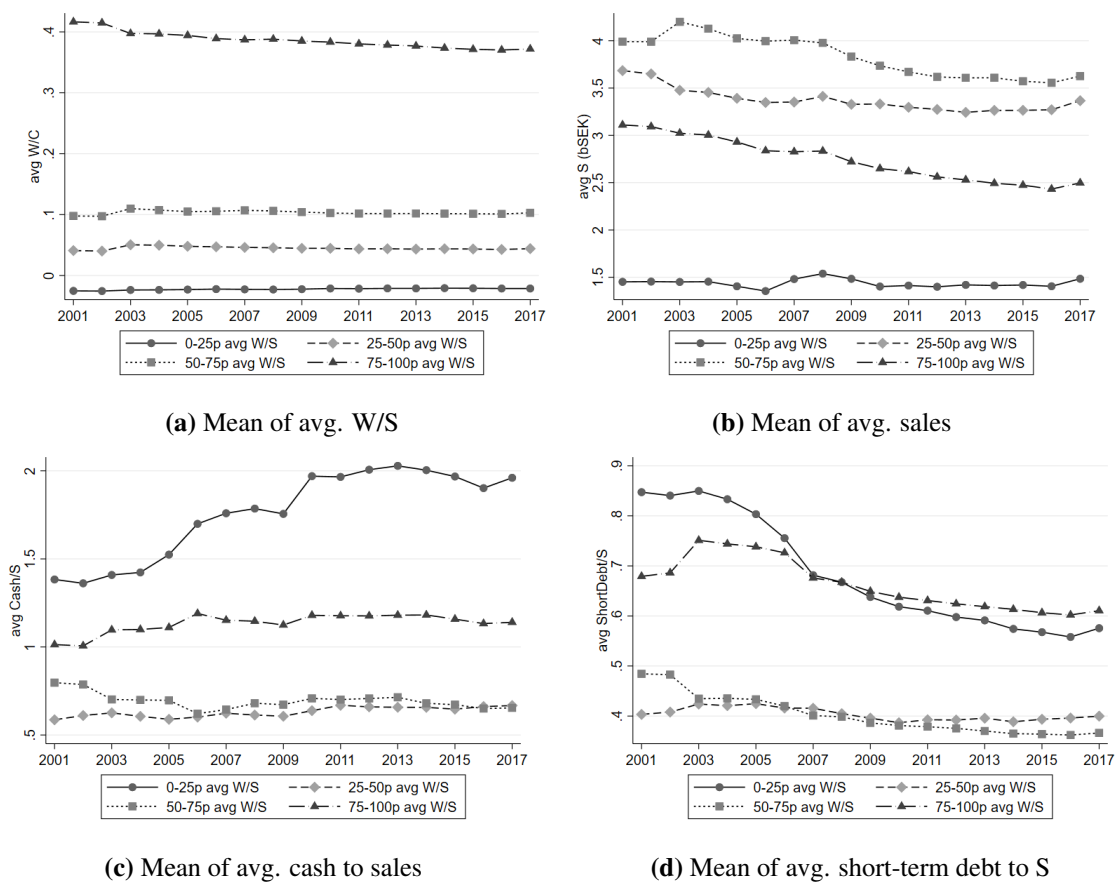 avg W/C
.4
.3
.2
.1
0
2001 2003 2005 2007 2009 2011 2013 2015 2017
0-25p avg W/S 25-50p avg W/S
50-75p avg W/S 75-100p avg W/S
(a) Mean of avg. W/S
avg S (bSEK)
4
3.5
3
2.5
2
1.5
2001 2003 2005 2007 2009 2011 2013 2015 2017
0-25p avg W/S 25-50p avg W/S
50-75p avg W/S 75-100p avg W/S
(b) Mean of avg. sales
avg Cash/S
2
1.5
1
.5
2001 2003 2005 2007 2009 2011 2013 2015 2017
0-25p avg W/S 25-50p avg W/S
50-75p avg W/S 75-100p avg W/S
(c) Mean of avg. cash to sales
avg ShortDebt/S
.9
.8
.7
.6
.5
.4
2001 2003 2005 2007 2009 2011 2013 2015 2017
0-25p avg W/S 25-50p avg W/S
50-75p avg W/S 75-100p avg W/S
(d) Mean of avg. short-term debt to S